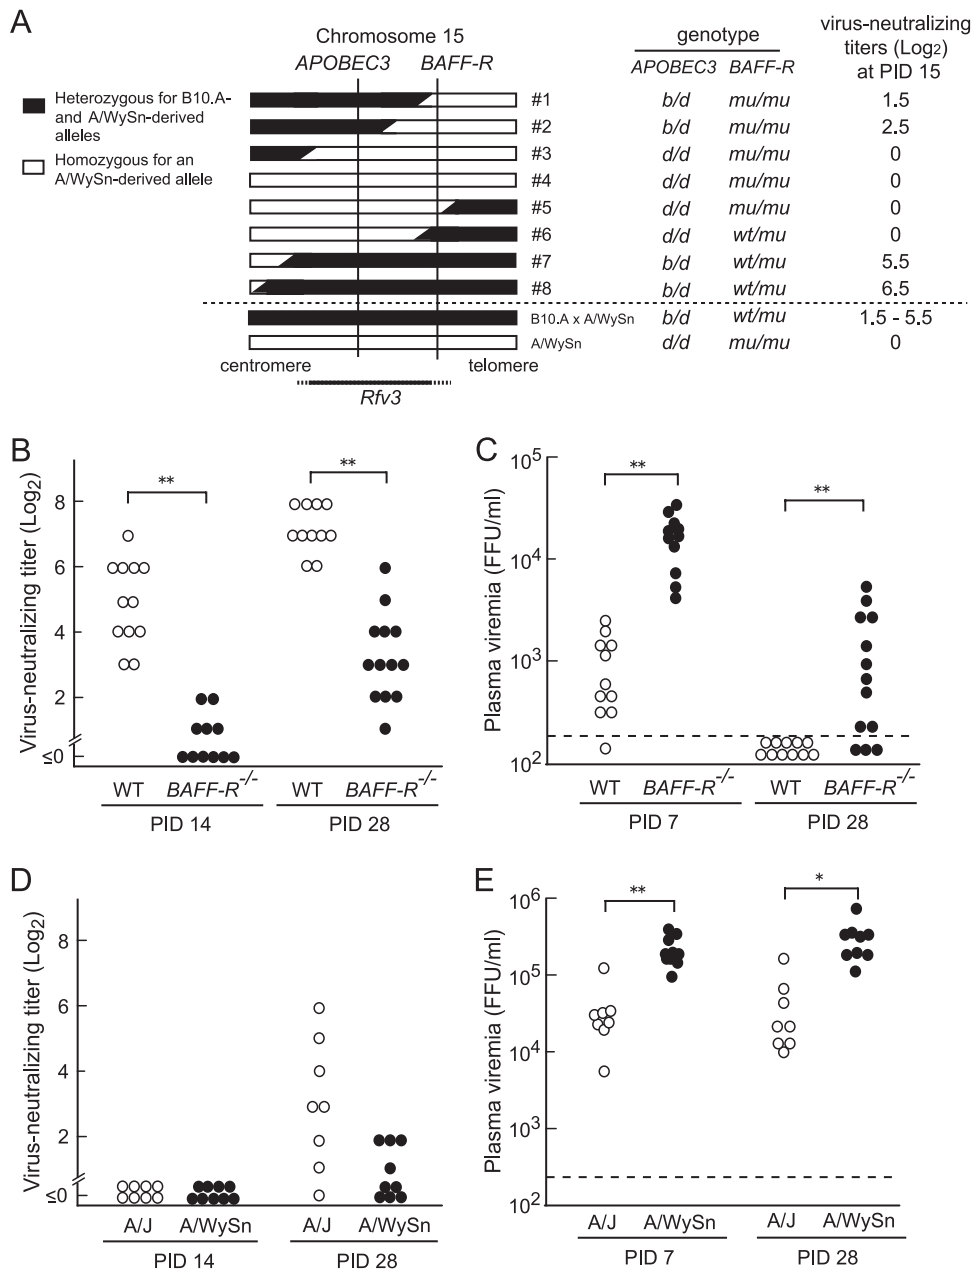 A
Chromosome 15
APOBEC3 BAFF-R
genotype
APOBEC3 BAFF-R
virus-neutralizing
titers (Log2)
at PID 15
Heterozygous for B10.A-
and A/WySn-derived
alleles
Homozygous for an
A/WySn-derived allele
#1 b/d mu/mu 1.5
#2 b/d mu/mu 2.5
#3 d/d mu/mu 0
#4 d/d mu/mu 0
#5 d/d mu/mu 0
#6 d/d wt/mu 0
#7 b/d wt/mu 5.5
#8 b/d wt/mu 6.5
B10.A x A/WySn b/d wt/mu 1.5 - 5.5
A/WySn d/d mu/mu 0
centromere telomere
Rfv3
B
Virus-neutralizing titer (Log2)
8
6
4
2
≤0
** **
WT BAFF-R-/- WT BAFF-R-/-
PID 14 PID 28
C
Plasma viremia (FFU/ml)
10^5
10^4
10^3
10^2
** **
WT BAFF-R-/- WT BAFF-R-/-
PID 7 PID 28
D
Virus-neutralizing titer (Log2)
8
6
4
2
≤0
A/J A/WySn A/J A/WySn
PID 14 PID 28
E
Plasma viremia (FFU/ml)
10^6
10^5
10^4
10^3
10^2
** *
A/J A/WySn A/J A/WySn
PID 7 PID 28